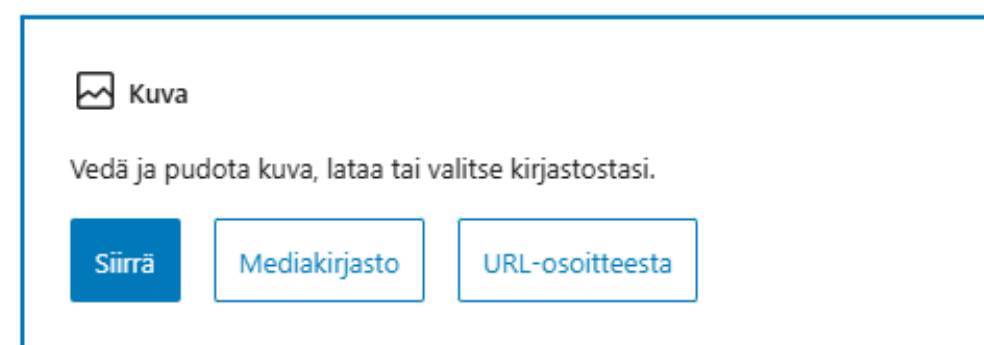 Kuva
Vedä ja pudota kuva, lataa tai valitse kirjastostasi.
Siirrä
Mediakirjasto
URL-osoitteesta